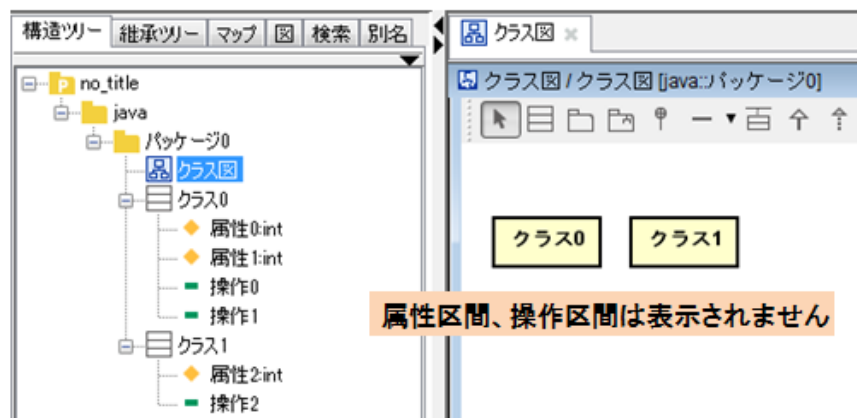 構造ツリー 継承ツリー マップ 図 検索 別名
no_title
java
パッケージ0
クラス図
クラス0
属性0:int
属性1:int
操作0
操作1
クラス1
属性2:int
操作2
クラス図
クラス図 / クラス図 [java::パッケージ0]
クラス0 クラス1
属性区間、操作区間は表示されません